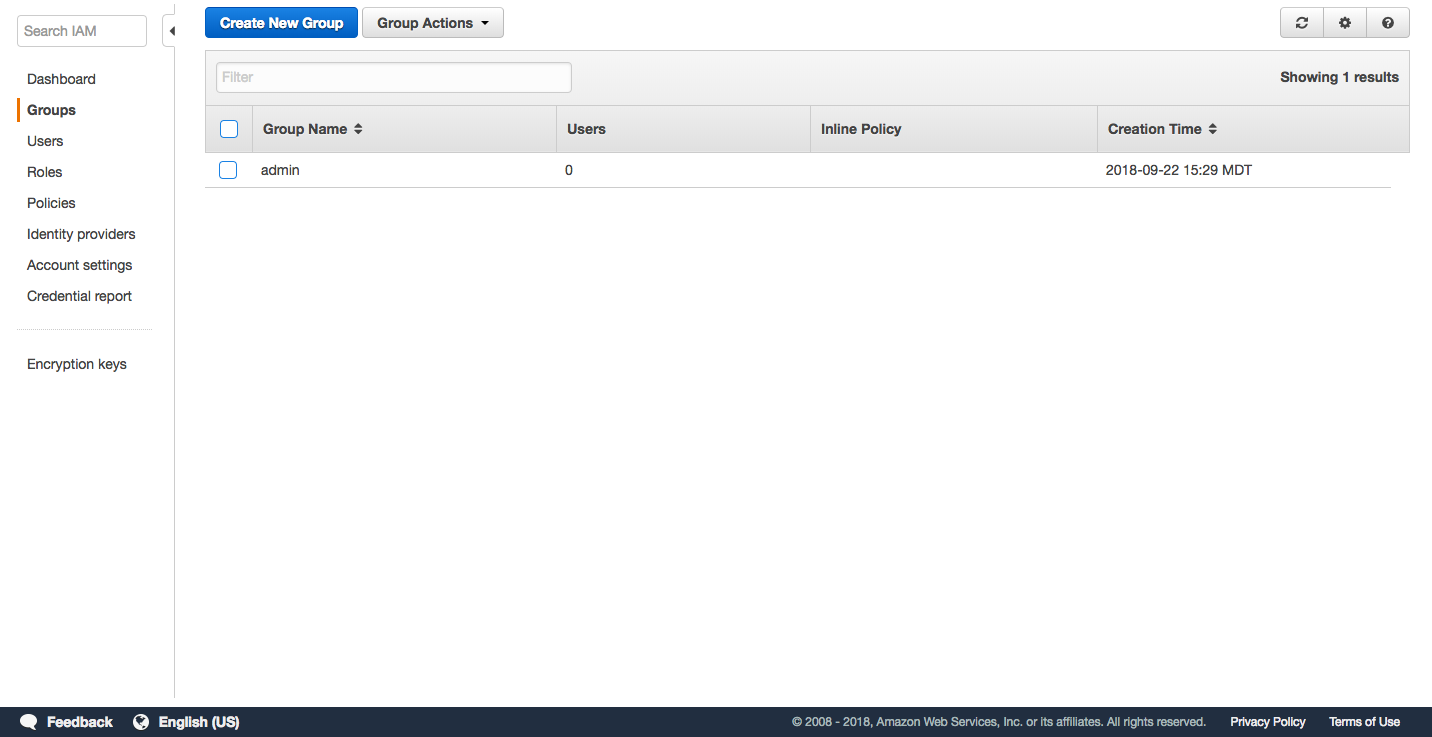 Search IAM
Create New Group
Group Actions
Filter
Showing 1 results
Dashboard
Groups
Users
Roles
Policies
Identity providers
Account settings
Credential report
Encryption keys
Group Name
Users
Inline Policy
Creation Time
admin
0
2018-09-22 15:29 MDT
Feedback
English (US)
© 2008 - 2018, Amazon Web Services, Inc. or its affiliates. All rights reserved.
Privacy Policy
Terms of Use